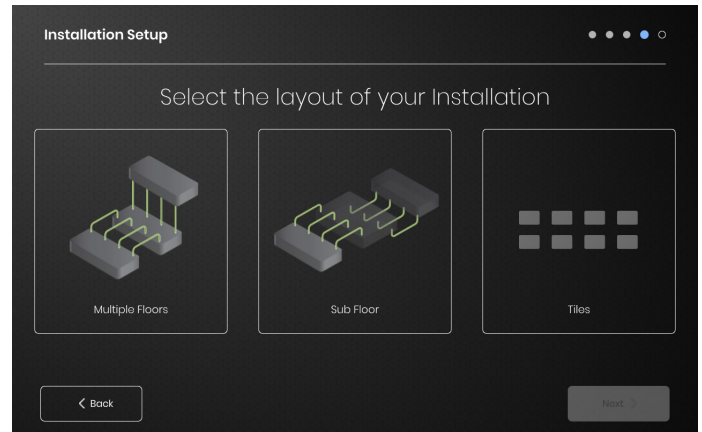 Installation Setup
Select the layout of your Installation
Multiple Floors
Sub Floor
Tiles
Back
Next